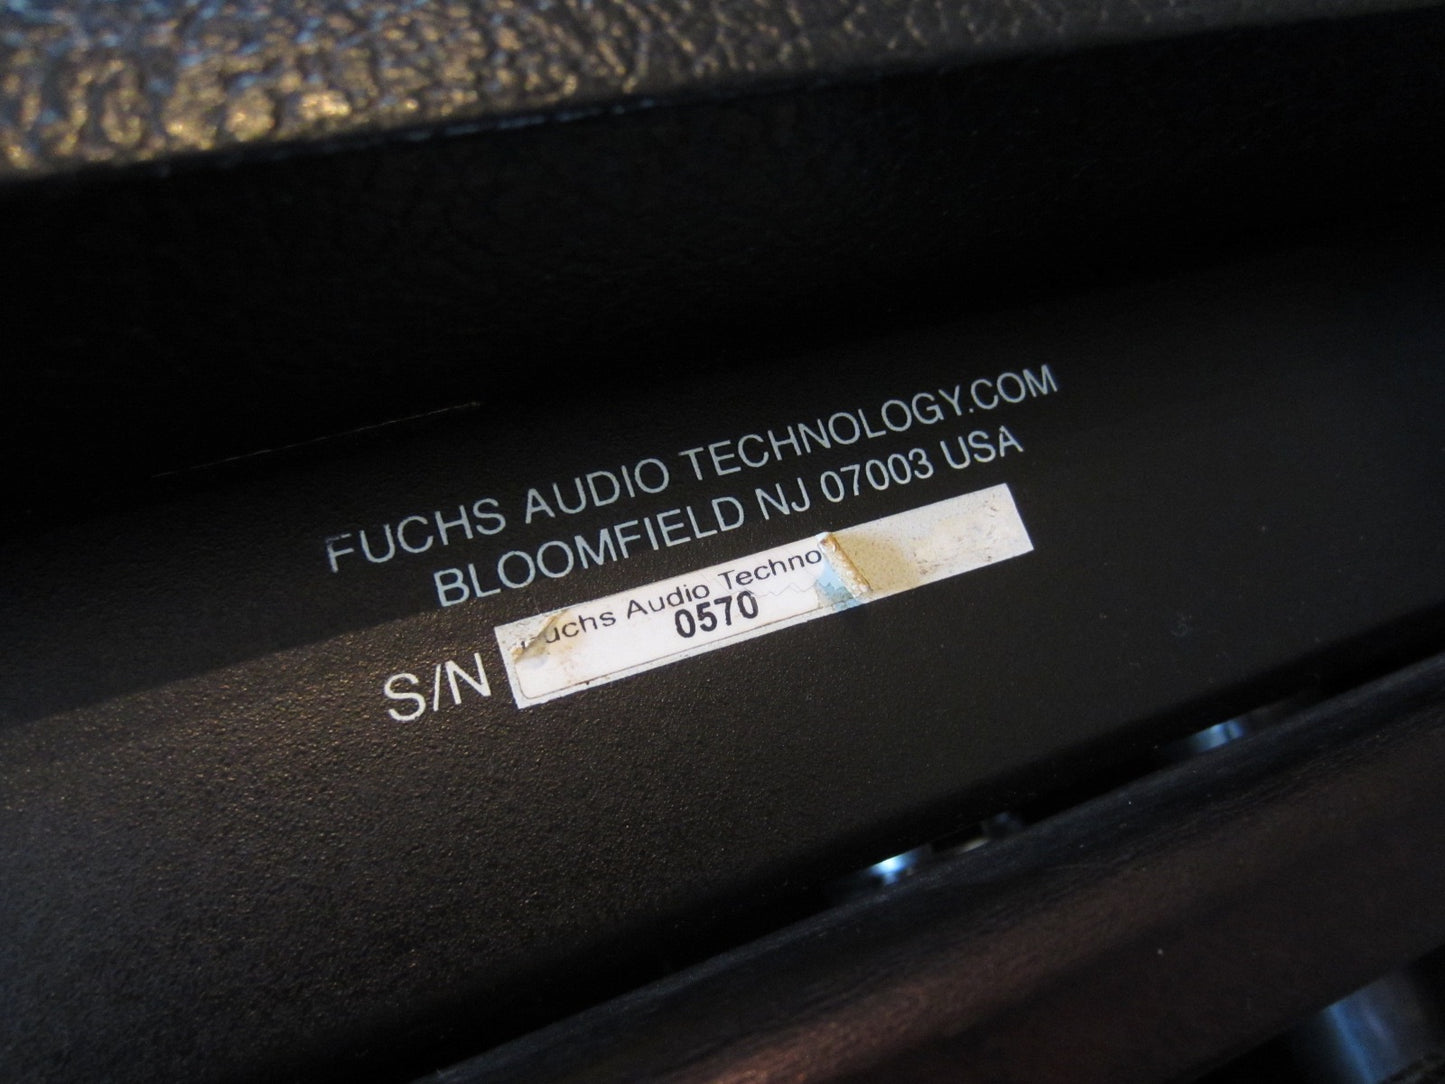 FUCHS AUDIO TECHNOLOGY.COM
BLOOMFIELD NJ 07003 USA
S/N
uchs Audio Techno
0570